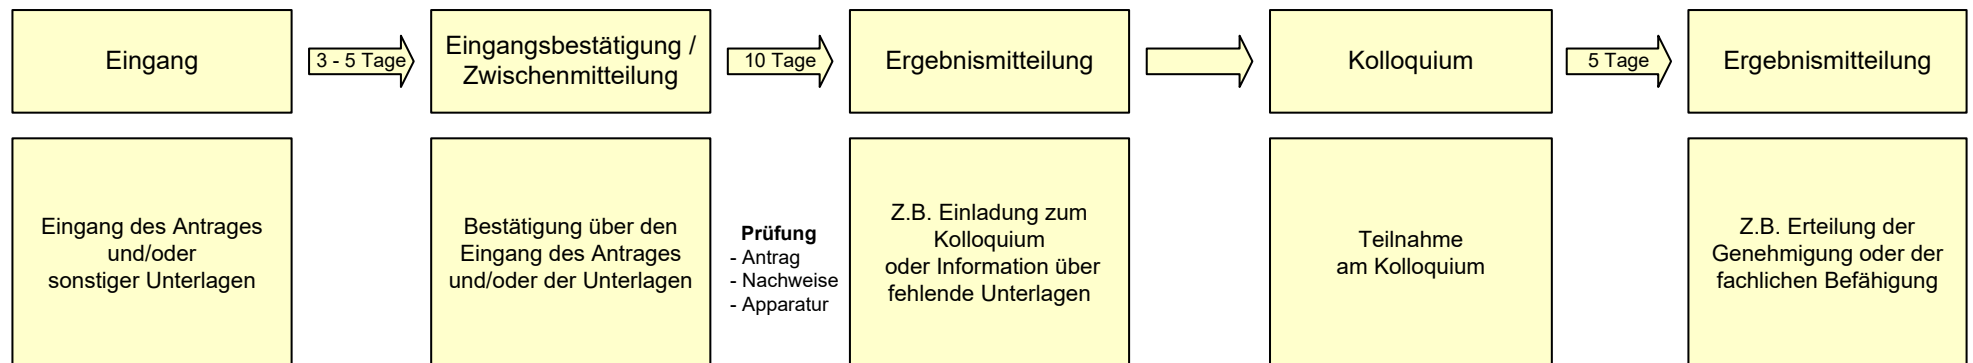 Eingang
3 - 5 Tage
Eingangsbestätigung /
Zwischenmitteilung
10 Tage
Ergebnismitteilung
Kolloquium
5 Tage
Ergebnismitteilung
Eingang des Antrages
und/oder
sonstiger Unterlagen
Bestätigung über den
Eingang des Antrages
und/oder der Unterlagen
Prüfung
- Antrag
- Nachweise
- Apparatur
Z.B. Einladung zum
Kolloquium
oder Information über
fehlende Unterlagen
Teilnahme
am Kolloquium
Z.B. Erteilung der
Genehmigung oder der
fachlichen Befähigung